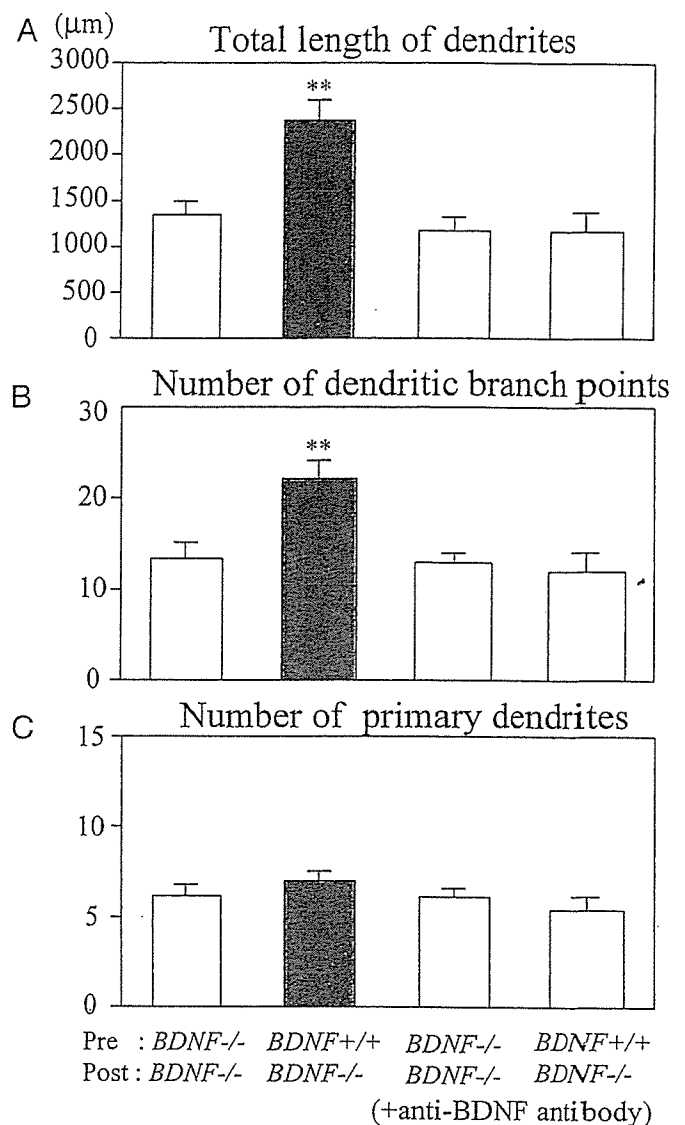 A (μm) Total length of dendrites
3000
2500
**
2000
1500
1000
500
0
B Number of dendritic branch points
30
**
20
10
0
C Number of primary dendrites
15
10
5
0
Pre : BDNF-/- BDNF+/+ BDNF-/- BDNF+/+
Post : BDNF-/- BDNF-/- BDNF-/- BDNF-/-
(+anti-BDNF antibody)